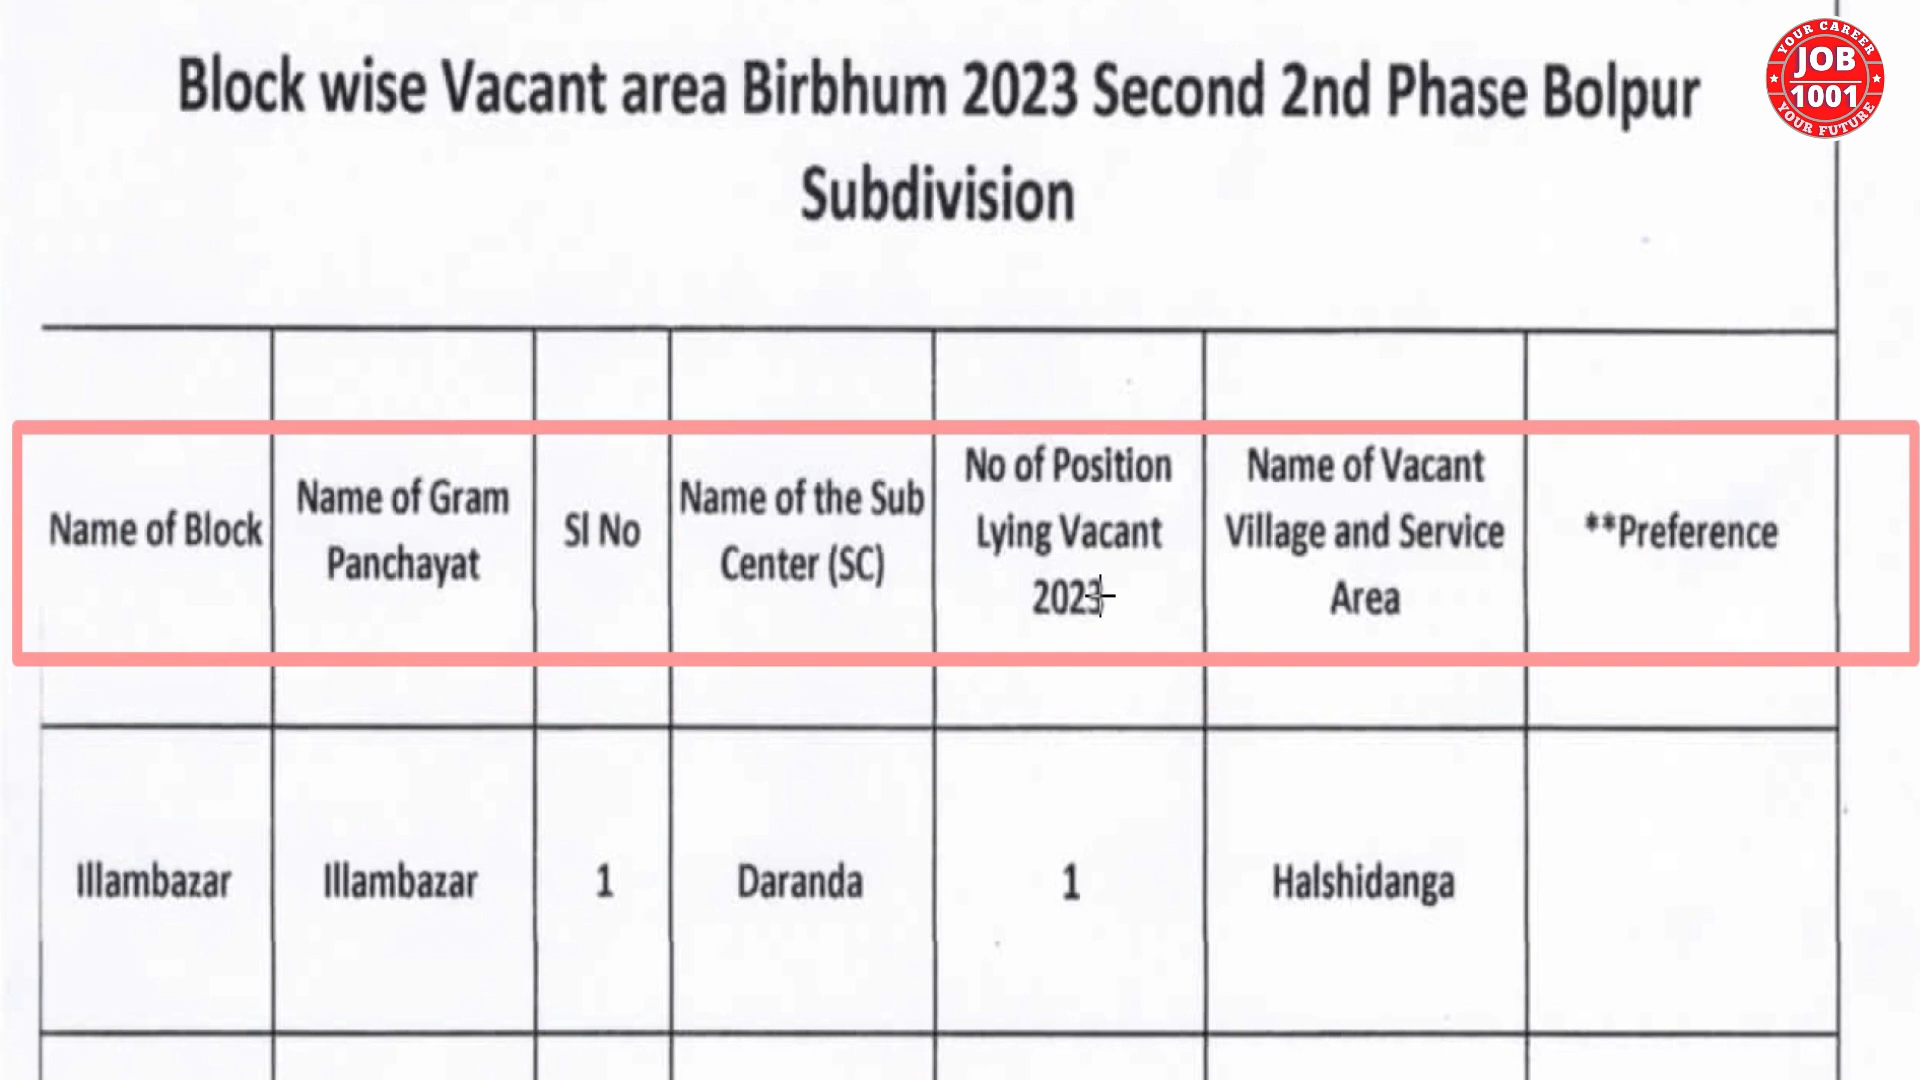 Block wise Vacant area Birbhum 2023 Second 2nd Phase Bolpur
Subdivision
YOUR CAREER
JOB
1001
YOUR FUTURE
Name of Block
Name of Gram
Panchayat
Sl No
Name of the Sub
Center (SC)
No of Position
Lying Vacant
2023
Name of Vacant
Village and Service
Area
**Preference
Illambazar
Illambazar
1
Daranda
1
Halshidanga